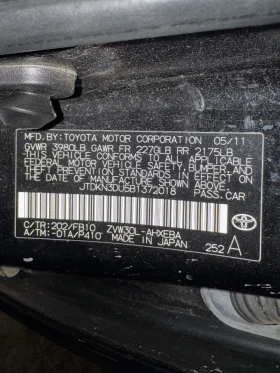 MFD.BY:TOYOTA MOTOR CORPORATION 05/11
GVWR 3980LB GAWR FR 2270LB RR 2175LB
THIS VEHICLE CONFORMS TO ALL APPLICABLE
FEDERAL MOTOR VEHICLE SAFETY, BUMPER, AND
THEFT PREVENTION STANDARDS IN EFFECT ON
THE DATE OF MANUFACTURE SHOWN ABOVE.
JTDKN3DU5B1372018 PASS.CAR
C/TR:202/FB10 ZVW30L-AHXEBA
A/TM:-01A/P410 MADE IN JAPAN
252A
TOYOTA